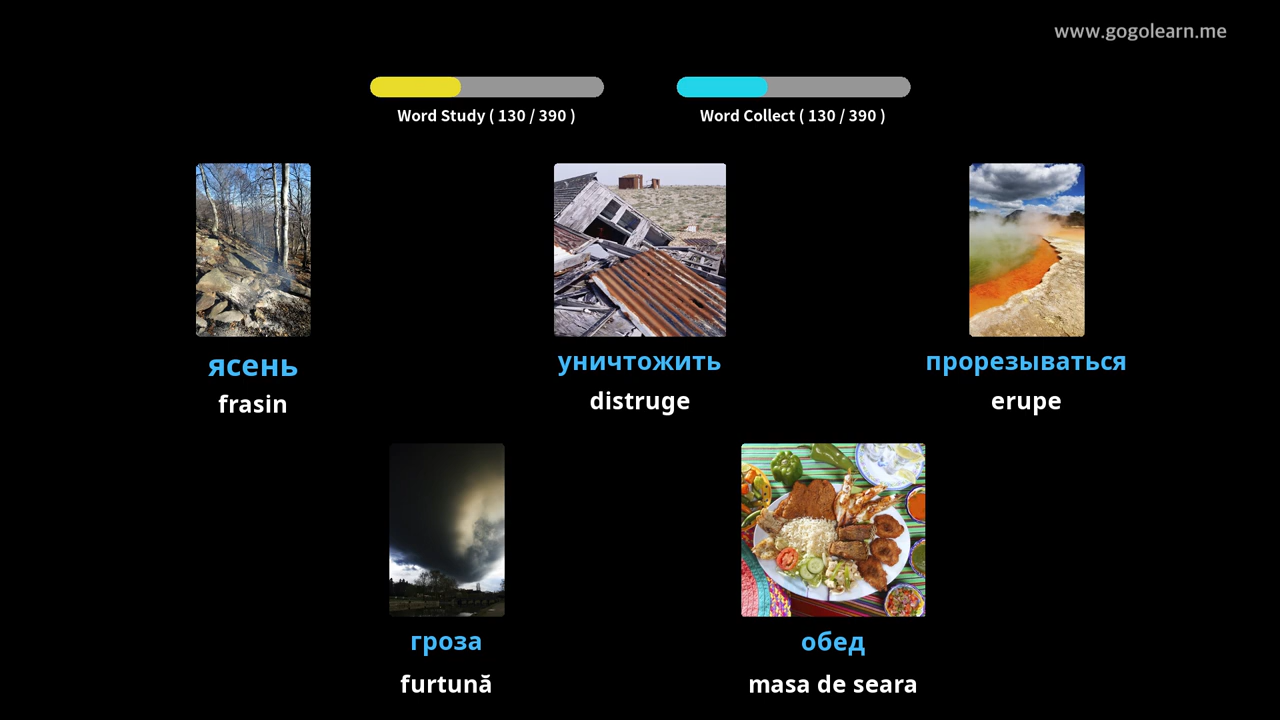 www.gogolearn.me
Word Study ( 130 / 390 )
Word Collect ( 130 / 390 )
ясень
frasin
уничтожить
distruge
прорезываться
erupe
гроза
furtună
обед
masa de seara